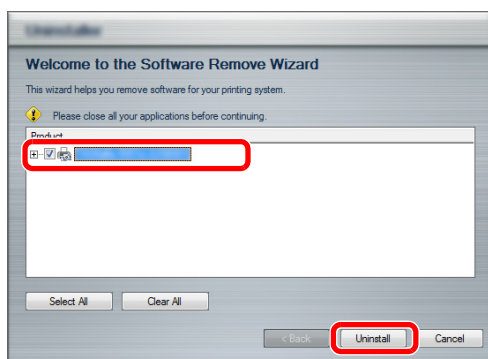 Welcome to the Software Remove Wizard
This wizard helps you remove software for your printing system.
Please close all your applications before continuing.
Product
Select All Clear All
< Back Uninstall Cancel